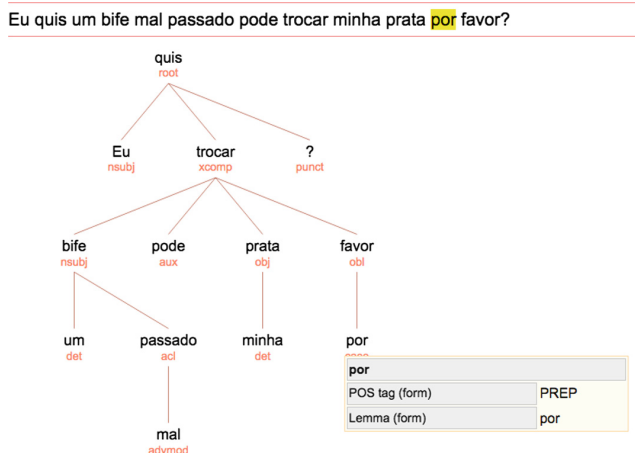 Eu quis um bife mal passado pode trocar minha prata por favor?
quis
root
Eu trocar ?
nsubj xcomp punct
bife pode prata favor
nsubj aux obj obl
um passado minha por
det acl det case
por
POS tag (form) PREP
Lemma (form) por
mal
advmod